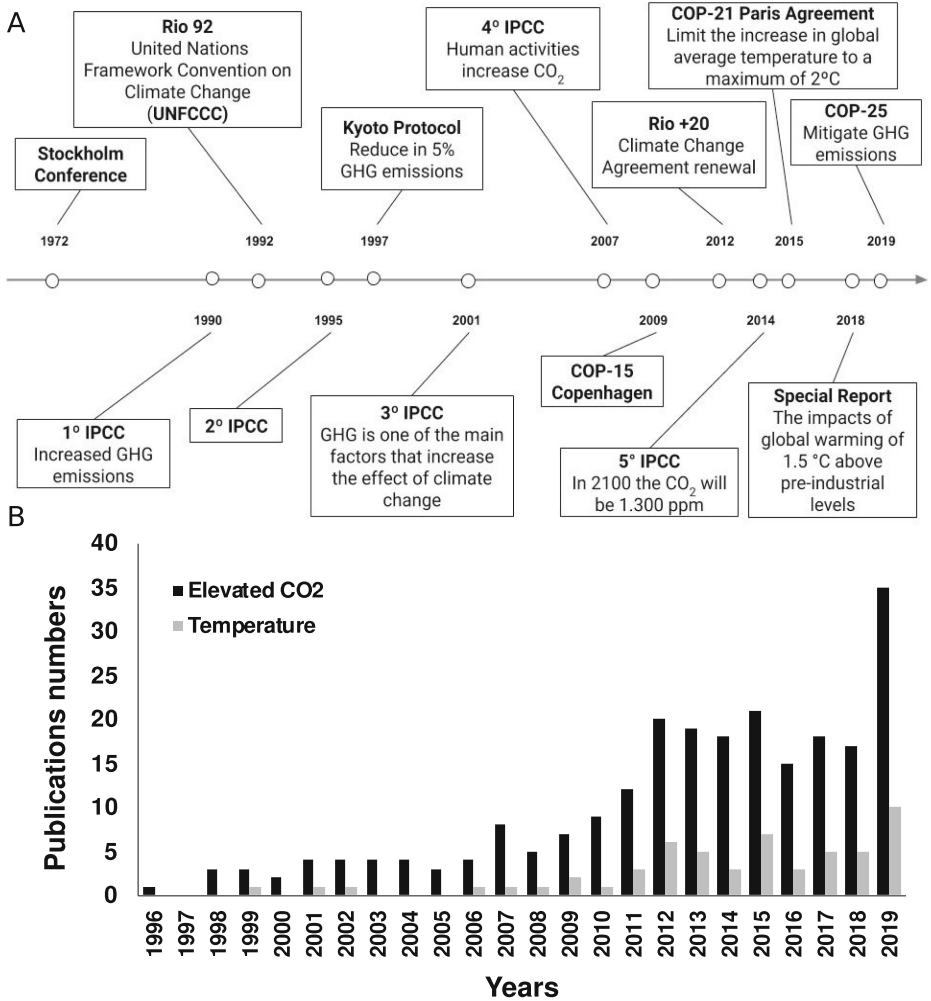 A
Rio 92
United Nations
Framework Convention on
Climate Change
(UNFCCC)
4º IPCC
Human activities
increase CO2
COP-21 Paris Agreement
Limit the increase in global
average temperature to a
maximum of 2ºC
Stockholm
Conference
Kyoto Protocol
Reduce in 5%
GHG emissions
Rio +20
Climate Change
Agreement renewal
COP-25
Mitigate GHG
emissions
1972
1992
1997
2007
2012
2015
2019
1990
1995
2001
2009
2014
2018
1º IPCC
Increased GHG
emissions
2º IPCC
3º IPCC
GHG is one of the main
factors that increase
the effect of climate
change
COP-15
Copenhagen
5° IPCC
In 2100 the CO2 will
be 1.300 ppm
Special Report
The impacts of
global warming of
1.5 °C above
pre-industrial
levels
B
Publications numbers
40
35
30
25
20
15
10
5
0
Elevated CO2
Temperature
1996
1997
1998
1999
2000
2001
2002
2003
2004
2005
2006
2007
2008
2009
2010
2011
2012
2013
2014
2015
2016
2017
2018
2019
Years